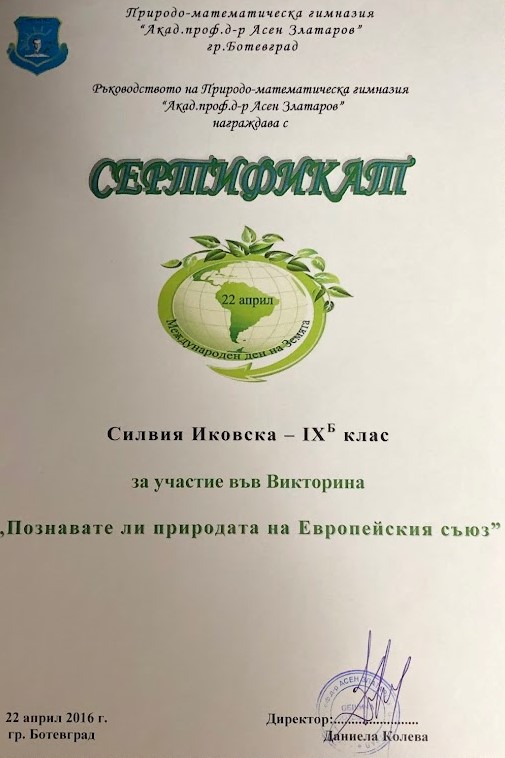 Природо-математическа гимназия
“Акад.проф.д-р Асен Златаров”
гр.Ботевград
Ръководството на Природо-математическа гимназия
“Акад.проф.д-р Асен Златаров”
награждава с
СЕРТИФИКАТ
22 април
Международен ден на Земята
Силвия Иковска – IXБ клас
за участие във Викторина
„Познавате ли природата на Европейския съюз”
22 април 2016 г.
гр. Ботевград
Директор:........................
Даниела Колева